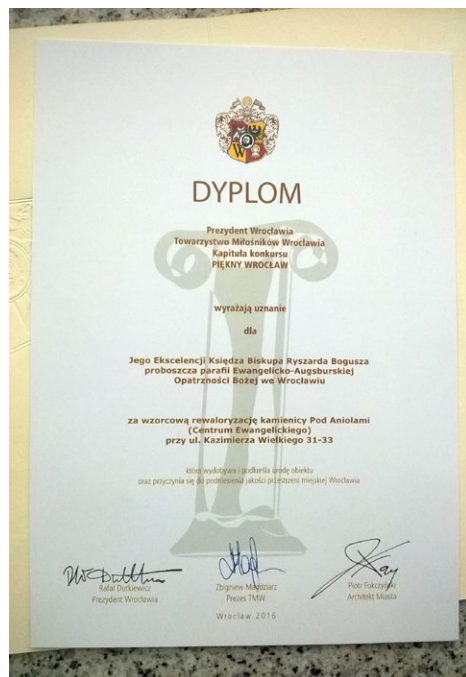 DYPLOM
Prezydent Wrocławia
Towarzystwo Miłośników Wrocławia
Kapituła konkursu
PIĘKNY WROCŁAW
wyrażają uznanie
dla
Jego Ekscelencji Księdza Biskupa Ryszarda Bogusza
proboszcza parafii Ewangelicko-Augsburskiej
Opatrzności Bożej we Wrocławiu
za wzorcową rewaloryzację kamienicy Pod Aniołami
(Centrum Ewangelickiego)
przy ul. Kazimierza Wielkiego 31-33
która wydobywa i podkreśla urodę obiektu
oraz przyczynia się do podniesienia jakości przestrzeni miejskiej Wrocławia
Rafał Dutkiewicz
Prezydent Wrocławia
Zbigniew Magdziarz
Prezes TMW
Piotr Fokczyński
Architekt Miasta
Wrocław 2016